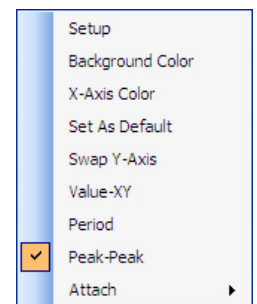 Setup
Background Color
X-Axis Color
Set As Default
Swap Y-Axis
Value-XY
Period
Peak-Peak
Attach